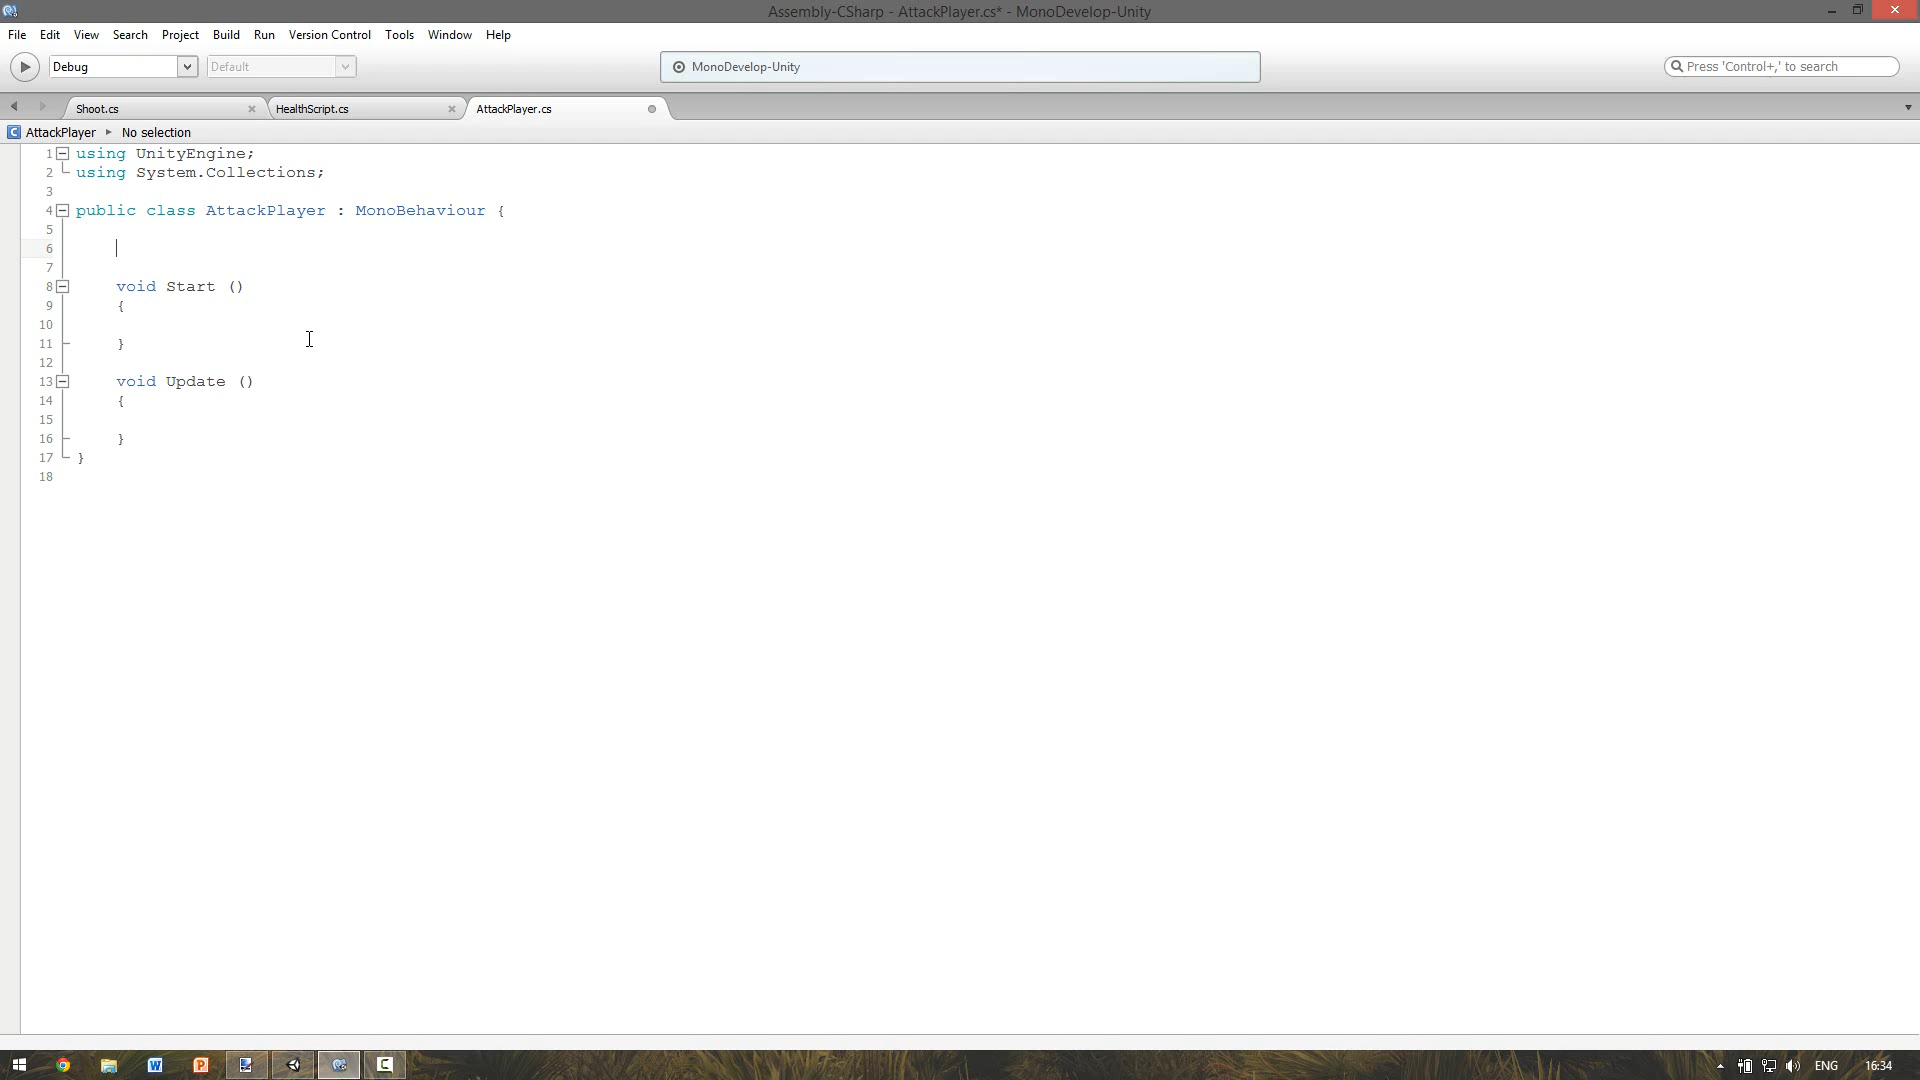 Assembly-CSharp - AttackPlayer.cs* - MonoDevelop-Unity
File Edit View Search Project Build Run Version Control Tools Window Help
Debug Default MonoDevelop-Unity Press 'Control+,' to search
Shoot.cs HealthScript.cs AttackPlayer.cs
C AttackPlayer No selection
1 using UnityEngine;
2 using System.Collections;
3
4 public class AttackPlayer : MonoBehaviour {
5
6
7
8 void Start ()
9 {
10
11 }
12
13 void Update ()
14 {
15
16 }
17 }
18
ENG 16:34